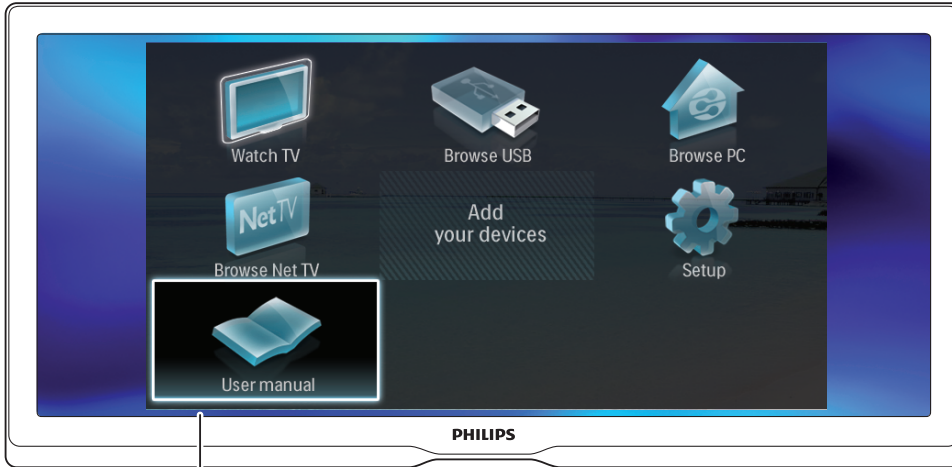 Watch TV
Browse USB
Browse PC
NetTV
Browse Net TV
Add
your devices
Setup
User manual
PHILIPS